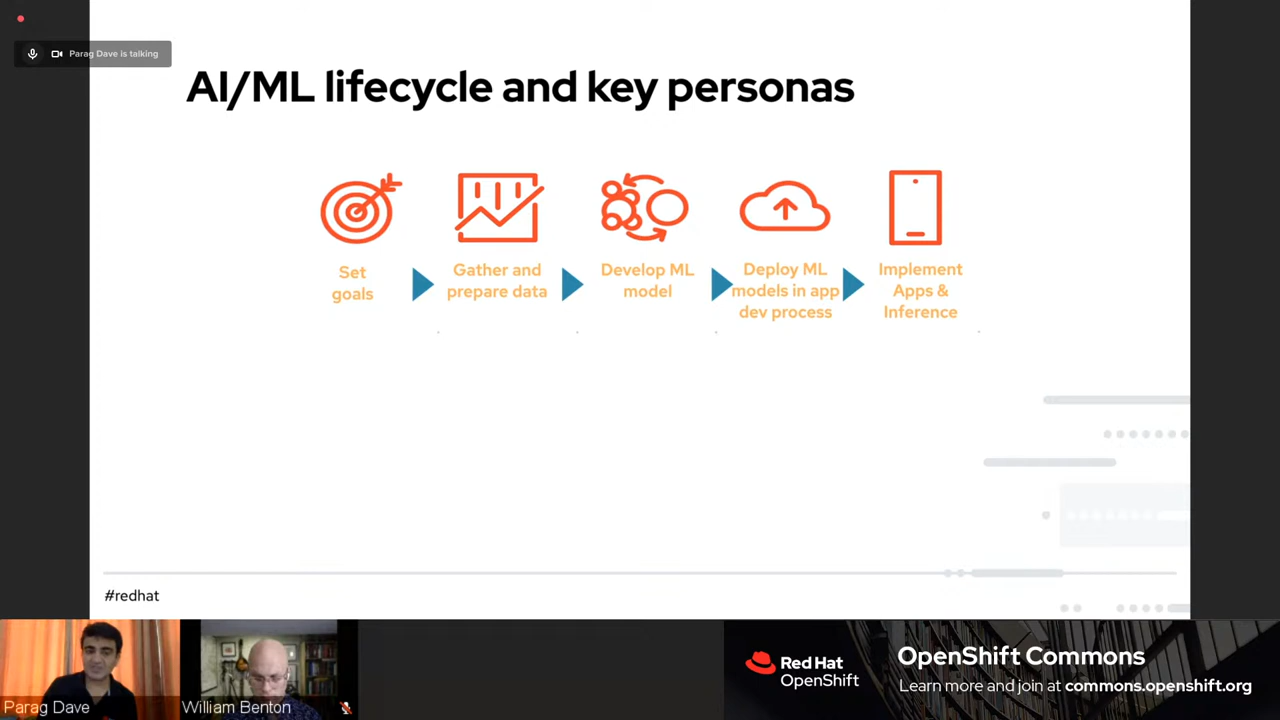 Parag Dave is talking
AI/ML lifecycle and key personas
Set
goals
Gather and
prepare data
Develop ML
model
Deploy ML
models in app
dev process
Implement
Apps &
Inference
#redhat
Parag Dave
William Benton
Red Hat
OpenShift
OpenShift Commons
Learn more and join at commons.openshift.org